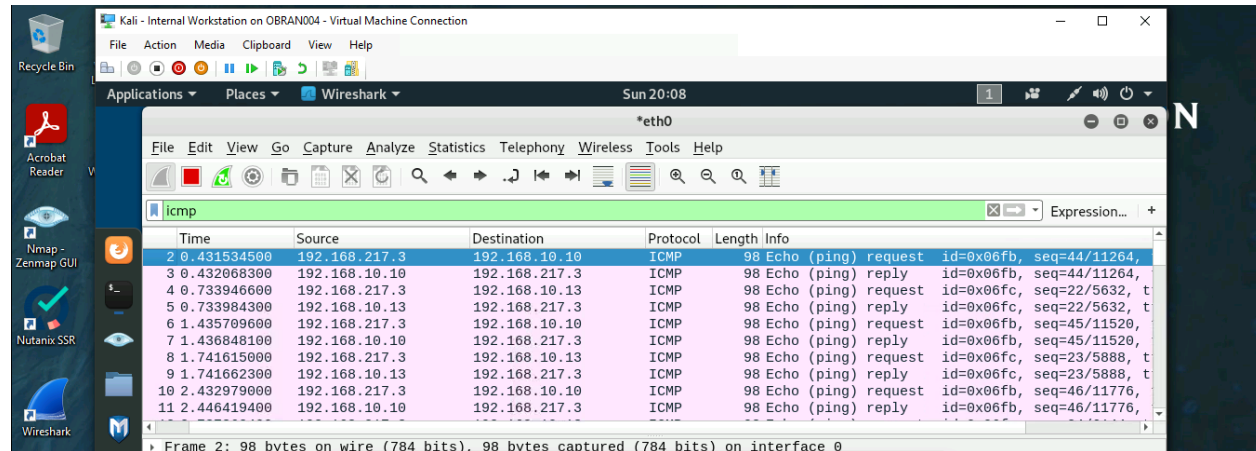 Kali - Internal Workstation on OBRAN004 - Virtual Machine Connection
File Action Media Clipboard View Help
Recycle Bin
Applications Places Wireshark Sun 20:08 1
N
*eth0
Acrobat Reader
W
File Edit View Go Capture Analyze Statistics Telephony Wireless Tools Help
icmp Expression... +
Nmap - Zenmap GUI
Time Source Destination Protocol Length Info
2 0.431534500 192.168.217.3 192.168.10.10 ICMP 98 Echo (ping) request id=0x06fb, seq=44/11264,
3 0.432068300 192.168.10.10 192.168.217.3 ICMP 98 Echo (ping) reply id=0x06fb, seq=44/11264,
4 0.733946600 192.168.217.3 192.168.10.13 ICMP 98 Echo (ping) request id=0x06fc, seq=22/5632, t
5 0.733984300 192.168.10.13 192.168.217.3 ICMP 98 Echo (ping) reply id=0x06fc, seq=22/5632, t
6 1.435709600 192.168.217.3 192.168.10.10 ICMP 98 Echo (ping) request id=0x06fb, seq=45/11520,
7 1.436848100 192.168.10.10 192.168.217.3 ICMP 98 Echo (ping) reply id=0x06fb, seq=45/11520,
8 1.741615000 192.168.217.3 192.168.10.13 ICMP 98 Echo (ping) request id=0x06fc, seq=23/5888, t
9 1.741662300 192.168.10.13 192.168.217.3 ICMP 98 Echo (ping) reply id=0x06fc, seq=23/5888, t
10 2.432979000 192.168.217.3 192.168.10.10 ICMP 98 Echo (ping) request id=0x06fb, seq=46/11776,
11 2.446419400 192.168.10.10 192.168.217.3 ICMP 98 Echo (ping) reply id=0x06fb, seq=46/11776,
Nutanix SSR
Wireshark
Frame 2: 98 bytes on wire (784 bits), 98 bytes captured (784 bits) on interface 0